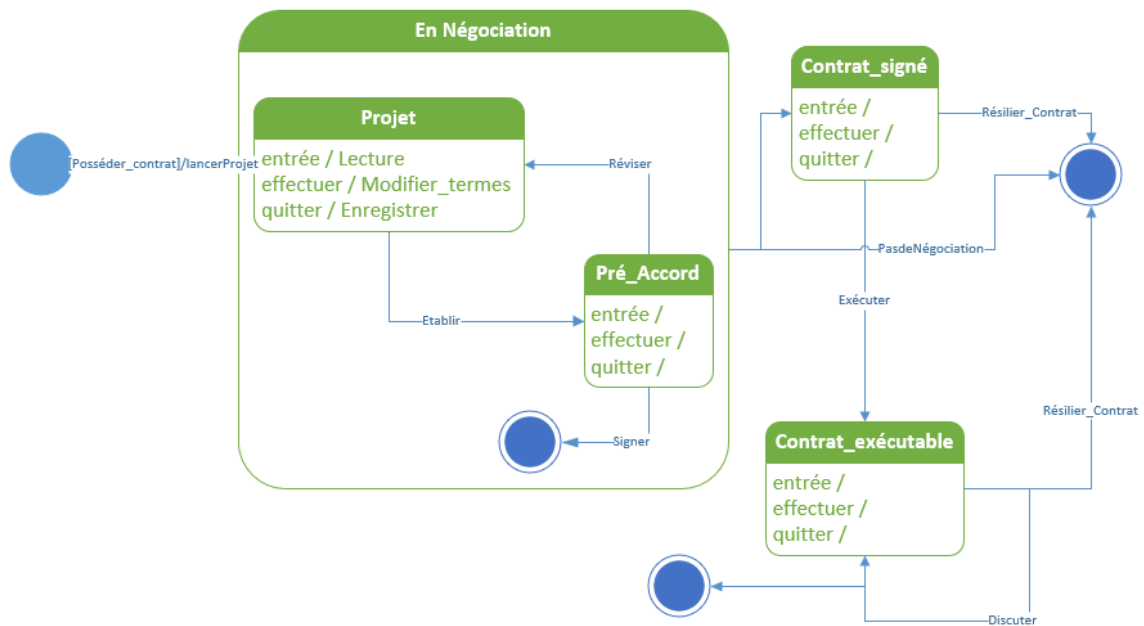 En Négociation
Projet
entrée / Lecture
effectuer / Modifier_termes
quitter / Enregistrer
[Posséder_contrat]/lancerProjet
Réviser
Etablir
Pré_Accord
entrée /
effectuer /
quitter /
Signer
Contrat_signé
entrée /
effectuer /
quitter /
Résilier_Contrat
PasdeNégociation
Exécuter
Résilier_Contrat
Contrat_exécutable
entrée /
effectuer /
quitter /
Discuter